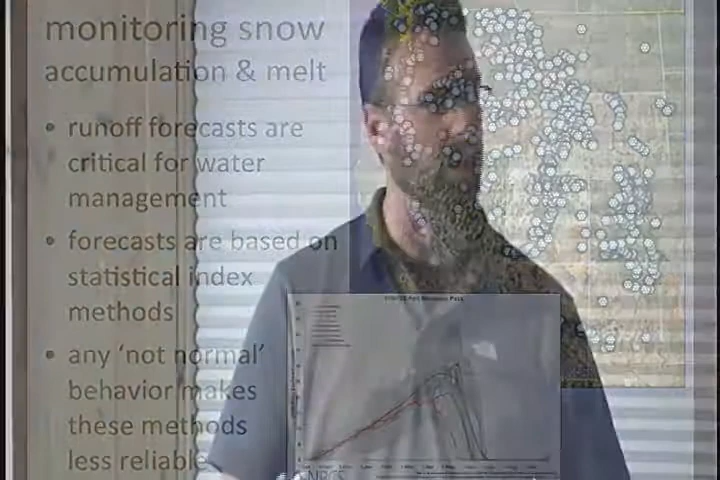 monitoring snow
accumulation & melt
• runoff forecasts are
critical for water
management
• forecasts are based on
statistical index
methods
• any ‘not normal’
behavior makes
these methods
less reliable
NRCS